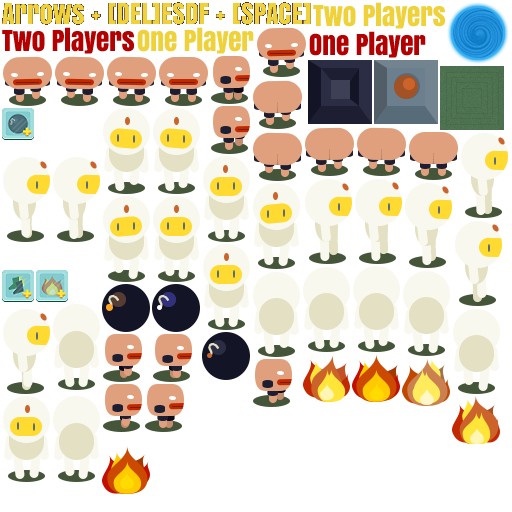 ARROWS + [DEL]ESDF + [SPACE]
Two Players
Two Players
One Player
One Player